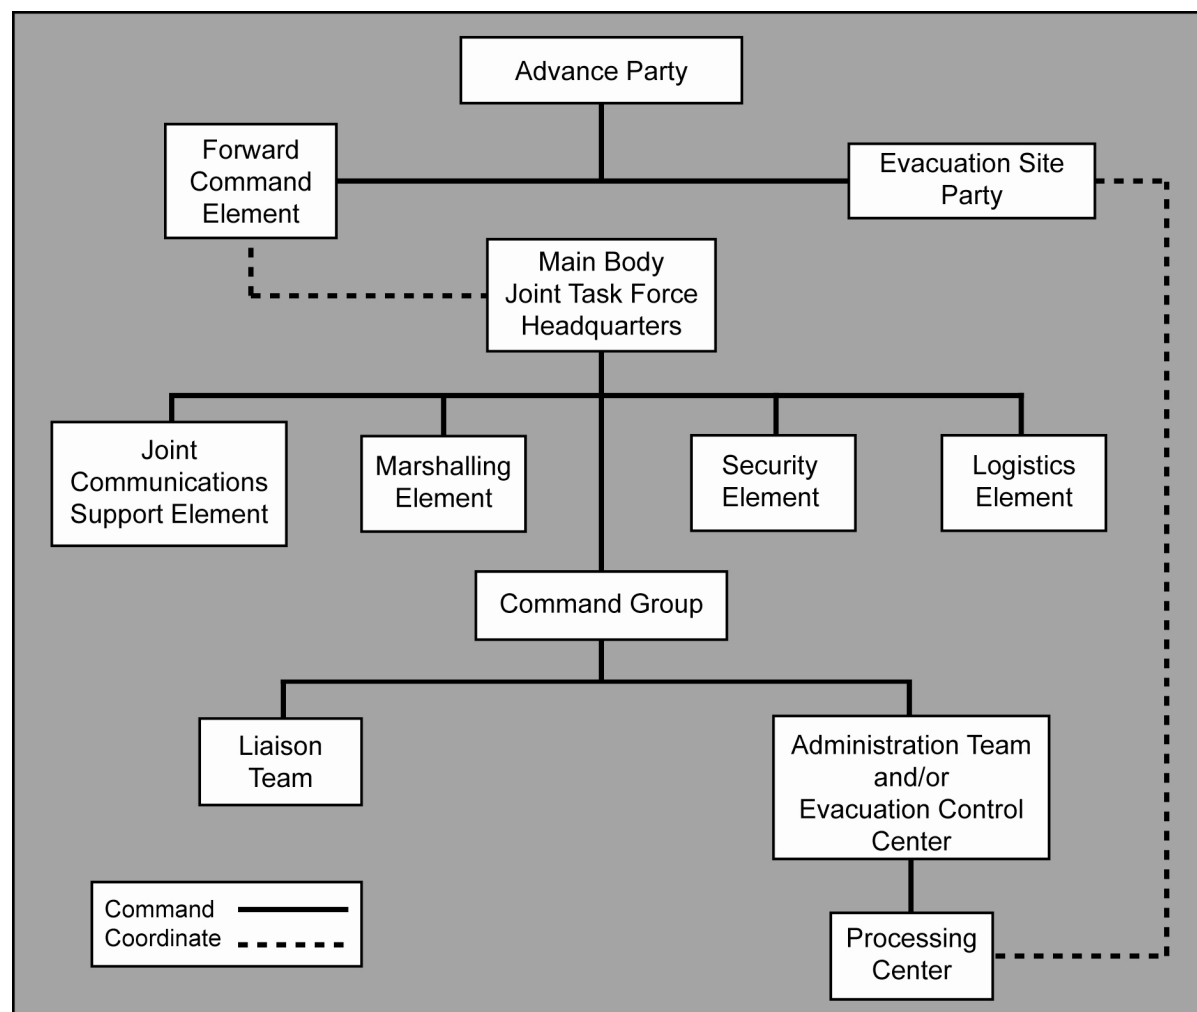 Advance Party
Forward
Command
Element
Evacuation Site
Party
Main Body
Joint Task Force
Headquarters
Joint
Communications
Support Element
Marshalling
Element
Security
Element
Logistics
Element
Command Group
Liaison
Team
Administration Team
and/or
Evacuation Control
Center
Command
Coordinate
Processing
Center